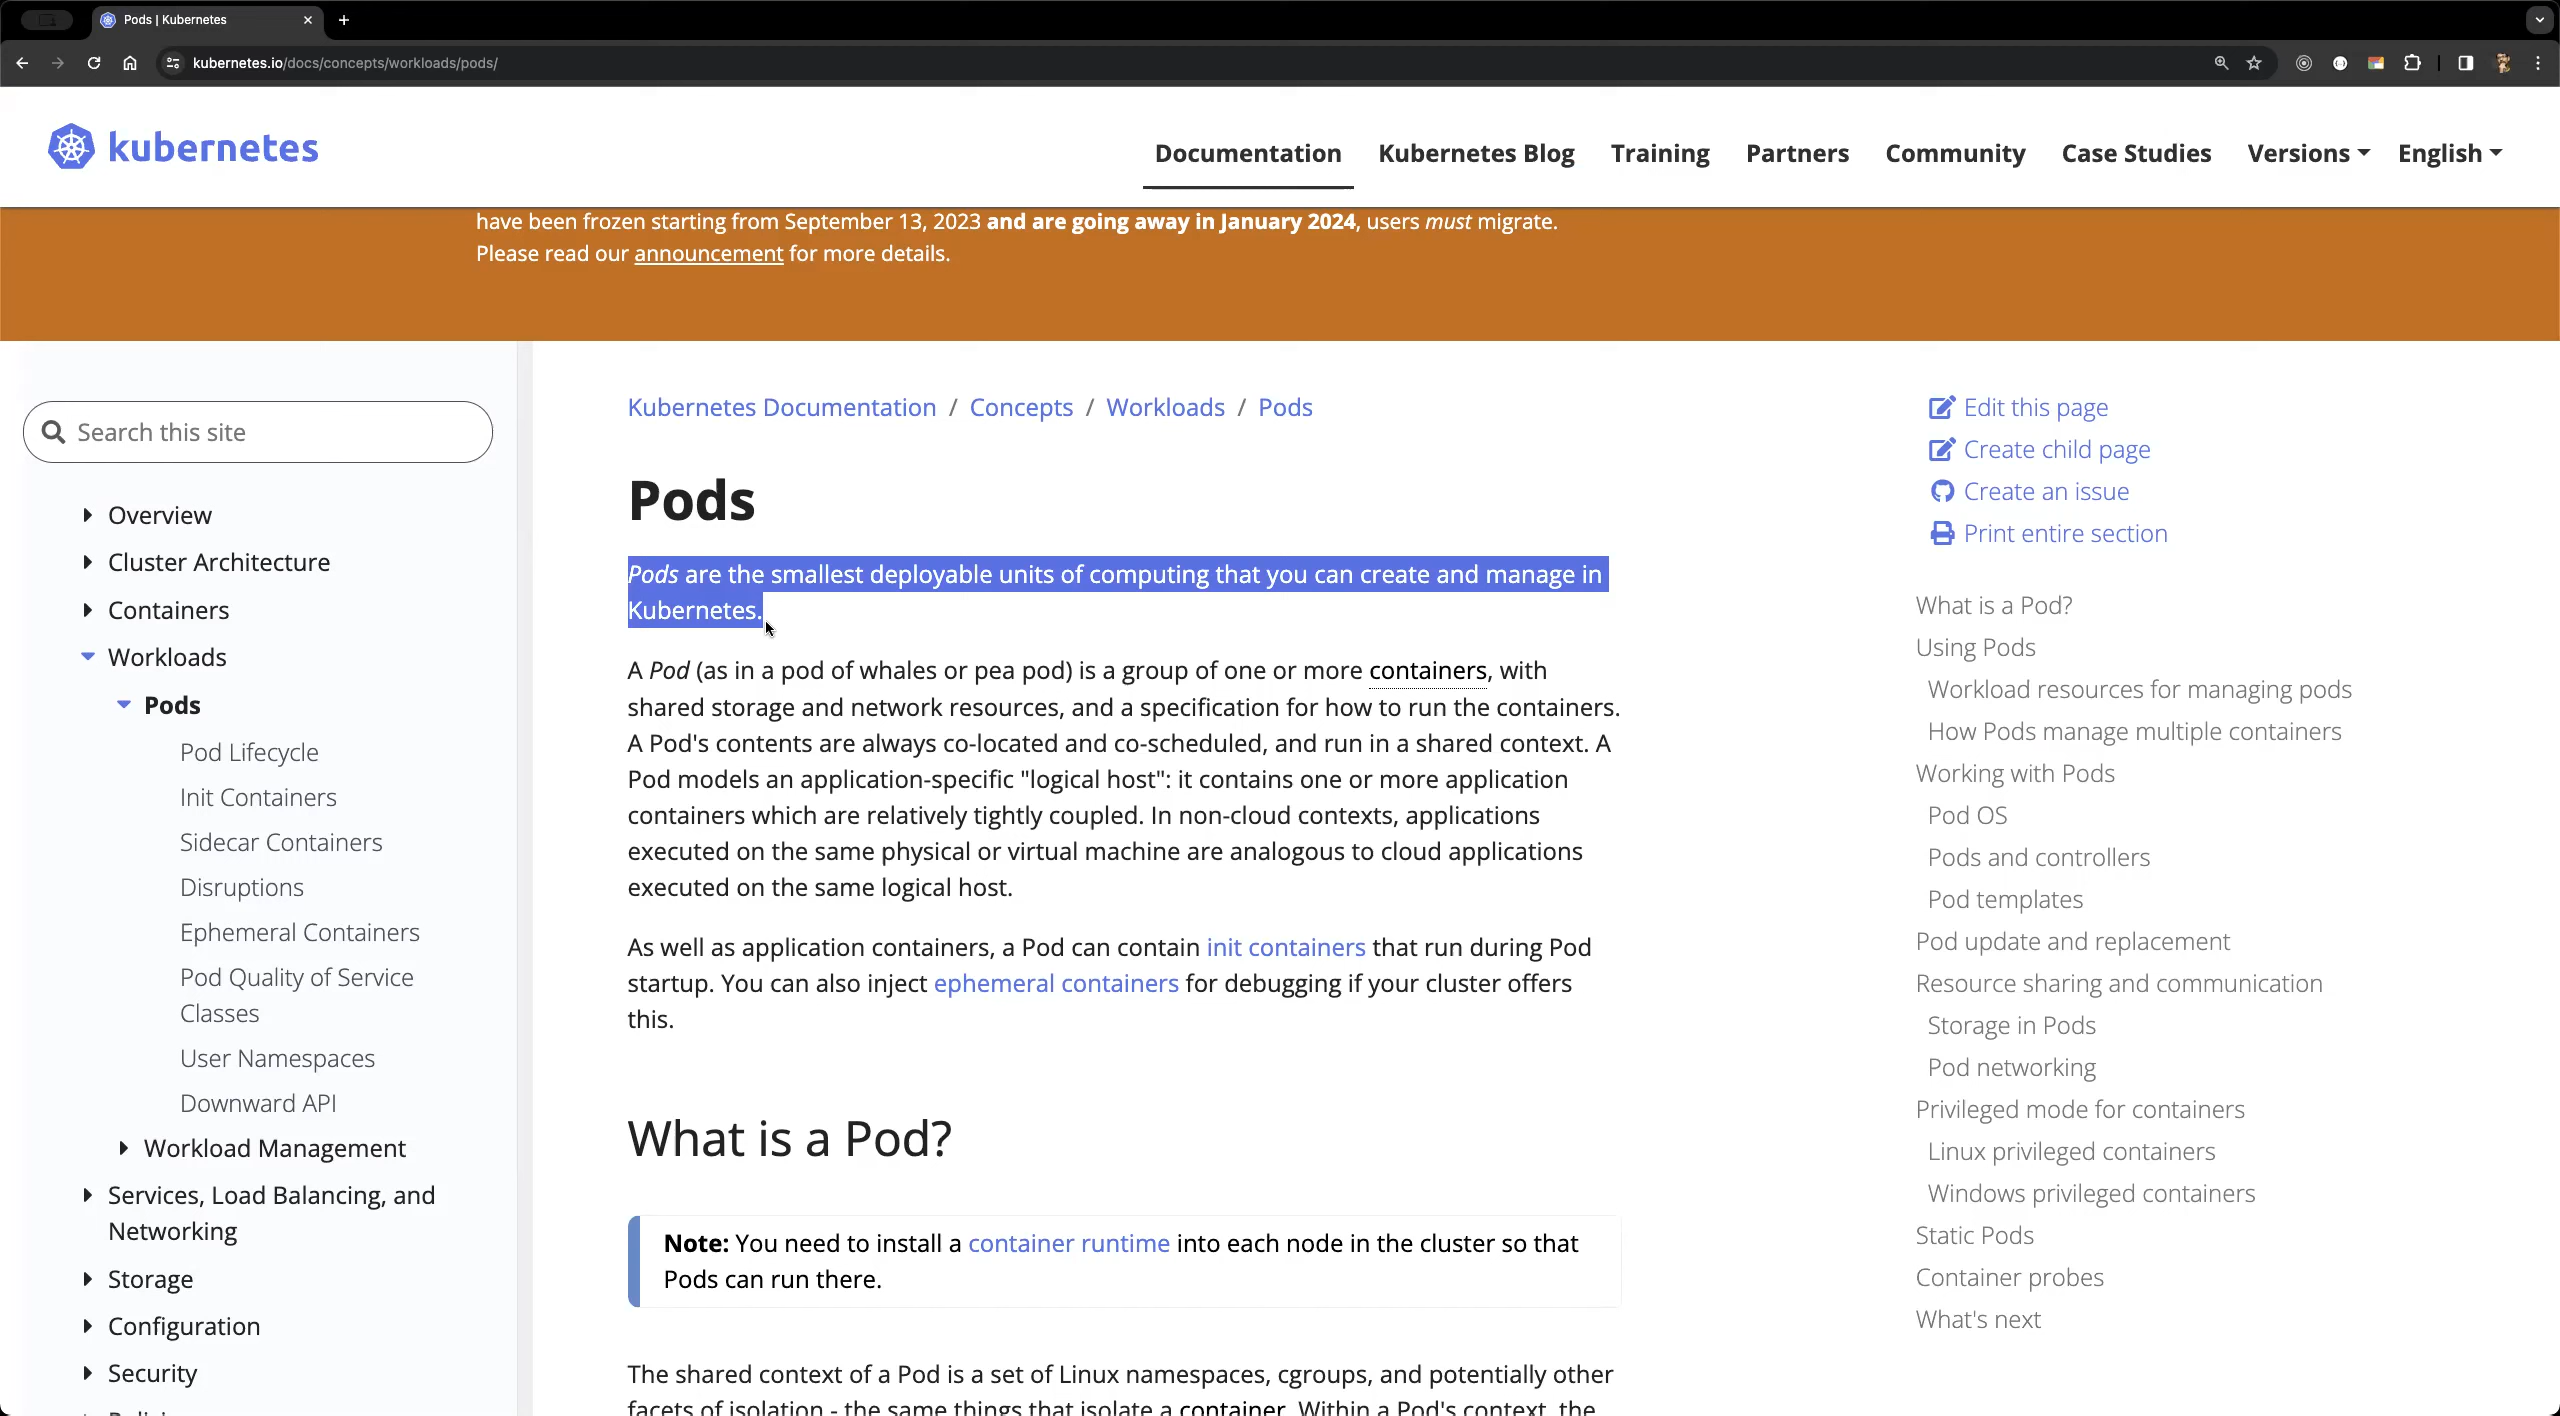 Pods | Kubernetes
kubernetes.io/docs/concepts/workloads/pods/
kubernetes
Documentation
Kubernetes Blog
Training
Partners
Community
Case Studies
Versions
English
have been frozen starting from September 13, 2023 and are going away in January 2024, users must migrate.
Please read our announcement for more details.
Search this site
Overview
Cluster Architecture
Containers
Workloads
Pods
Pod Lifecycle
Init Containers
Sidecar Containers
Disruptions
Ephemeral Containers
Pod Quality of Service
Classes
User Namespaces
Downward API
Workload Management
Services, Load Balancing, and
Networking
Storage
Configuration
Security
Kubernetes Documentation / Concepts / Workloads / Pods
Pods
Pods are the smallest deployable units of computing that you can create and manage in
Kubernetes.
A Pod (as in a pod of whales or pea pod) is a group of one or more containers, with
shared storage and network resources, and a specification for how to run the containers.
A Pod's contents are always co-located and co-scheduled, and run in a shared context. A
Pod models an application-specific "logical host": it contains one or more application
containers which are relatively tightly coupled. In non-cloud contexts, applications
executed on the same physical or virtual machine are analogous to cloud applications
executed on the same logical host.
As well as application containers, a Pod can contain init containers that run during Pod
startup. You can also inject ephemeral containers for debugging if your cluster offers
this.
What is a Pod?
Note: You need to install a container runtime into each node in the cluster so that
Pods can run there.
The shared context of a Pod is a set of Linux namespaces, cgroups, and potentially other
facets of isolation - the same things that isolate a container. Within a Pod's context, the
Edit this page
Create child page
Create an issue
Print entire section
What is a Pod?
Using Pods
Workload resources for managing pods
How Pods manage multiple containers
Working with Pods
Pod OS
Pods and controllers
Pod templates
Pod update and replacement
Resource sharing and communication
Storage in Pods
Pod networking
Privileged mode for containers
Linux privileged containers
Windows privileged containers
Static Pods
Container probes
What's next